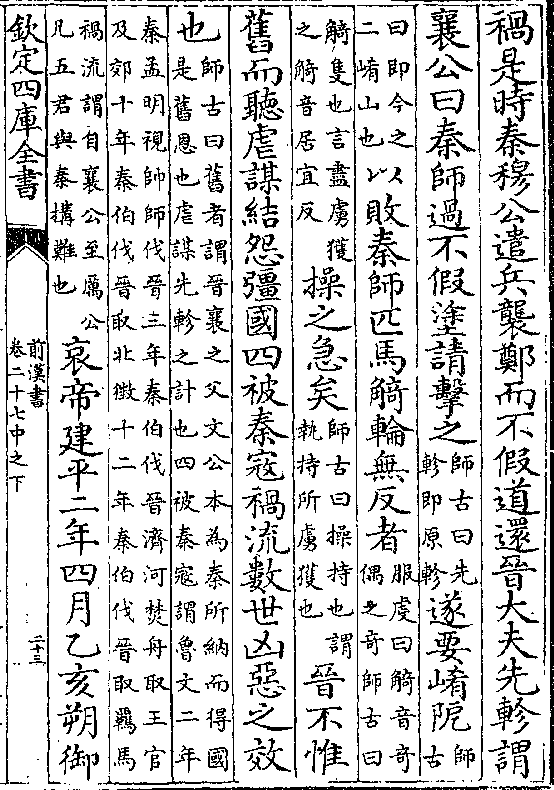 禍是時秦穆公遣兵襲鄭而不假道還晉大夫先軫謂
襄公曰秦師過不假塗請擊之師古曰先軫即原軫遂要崤阸師古
曰即今之二崤山也以敗秦師匹馬觭輪無反者服虔曰觭音奇偶之奇師古曰
觭隻也言盡虜獲之觭音居宜反操之急矣師古曰操持也謂執持所虜獲也晉不惟
舊而聽虐謀結怨彊國四被秦寇禍流數世凶惡之效
也師古曰舊者謂晉襄之父文公本為秦所納而得國是舊恩也虐謀先軫之計也四被秦寇謂魯文二年
秦孟明視帥師伐晉三年秦伯伐晉濟河焚舟取王官及郊十年秦伯伐晉取北徵十二年秦伯伐晉取羈馬
禍流謂自襄公至厲公凡五君與秦搆難也哀帝建平二年四月乙亥朔御
欽定四庫全書
前漢書
卷二十七中之下
二十三